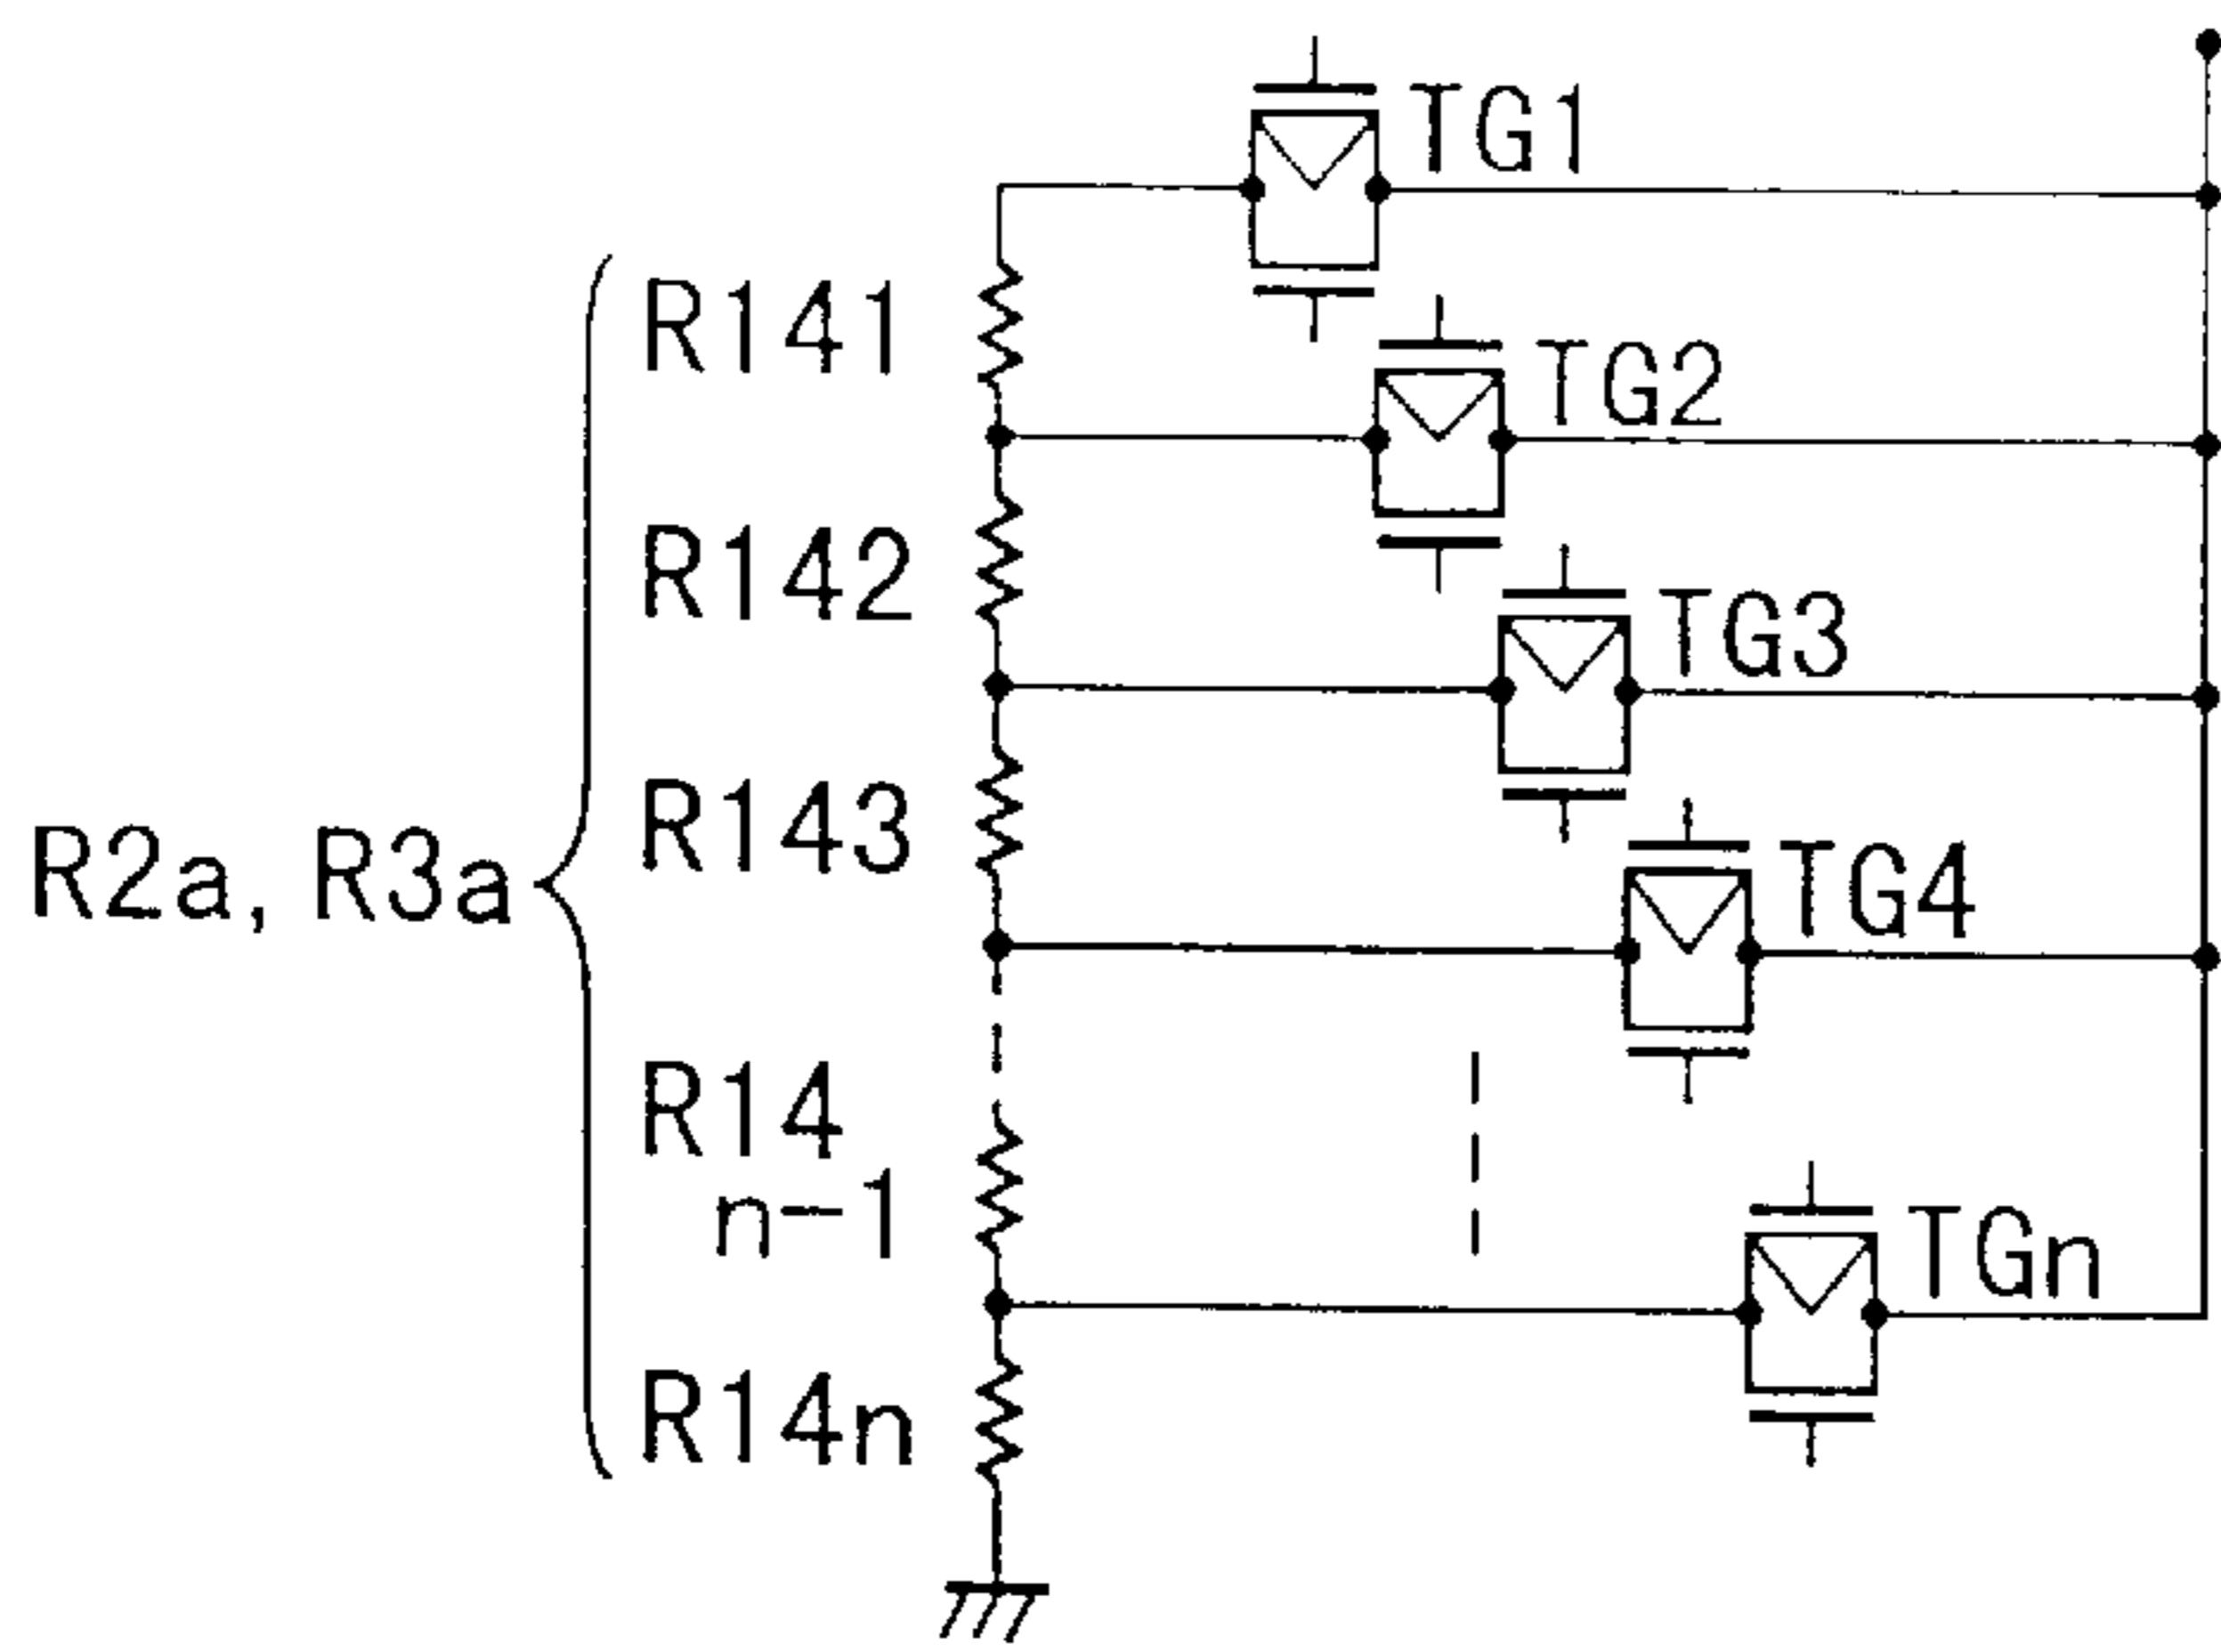 TG1
R141
TG2
R142
TG3
R143
R2a, R3a
TG4
R14
n-1
TGn
R14n